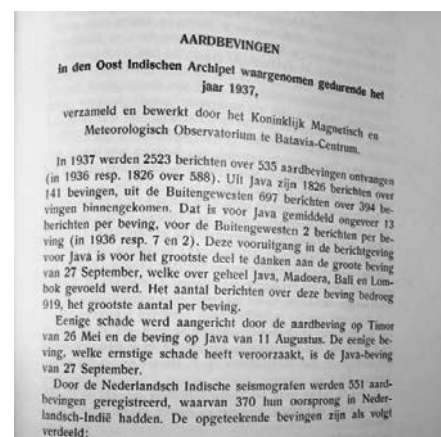 AARDBEVINGEN
in den Oost Indischen Archipel waargenomen gedurende het
jaar 1937,
verzameld en bewerkt door het Koninklijk Magnetisch en
Meteorologisch Observatorium te Batavia-Centrum.
In 1937 werden 2523 berichten over 535 aardbevingen ontvangen
(in 1936 resp. 1826 over 588). Uit Java zijn 1826 berichten over
141 bevingen, uit de Buitengewesten 697 berichten over 394 be-
vingen binnengekomen. Dat is voor Java gemiddeld ongeveer 13
berichten per beving, voor de Buitengewesten 2 berichten per be-
ving (in 1936 resp. 7 en 2). Deze vooruitgang in de berichtgeving
voor Java is voor het grootste deel te danken aan de groote beving
van 27 September, welke over geheel Java, Madoera, Bali en Lom-
bok gevoeld werd. Het aantal berichten over deze beving bedroeg
919, het grootste aantal per beving.
Eenige schade werd aangericht door de aardbeving op Timor
van 26 Mei en de beving op Java van 11 Augustus. De eenige be-
ving, welke ernstige schade heeft veroorzaakt, is de Java-beving
van 27 September.
Door de Nederlandsch Indische seismografen werden 551 aard-
bevingen geregistreerd, waarvan 370 hun oorsprong in Neder-
landsch-Indië hadden. De opgeteekende bevingen zijn als volgt
verdeeld: